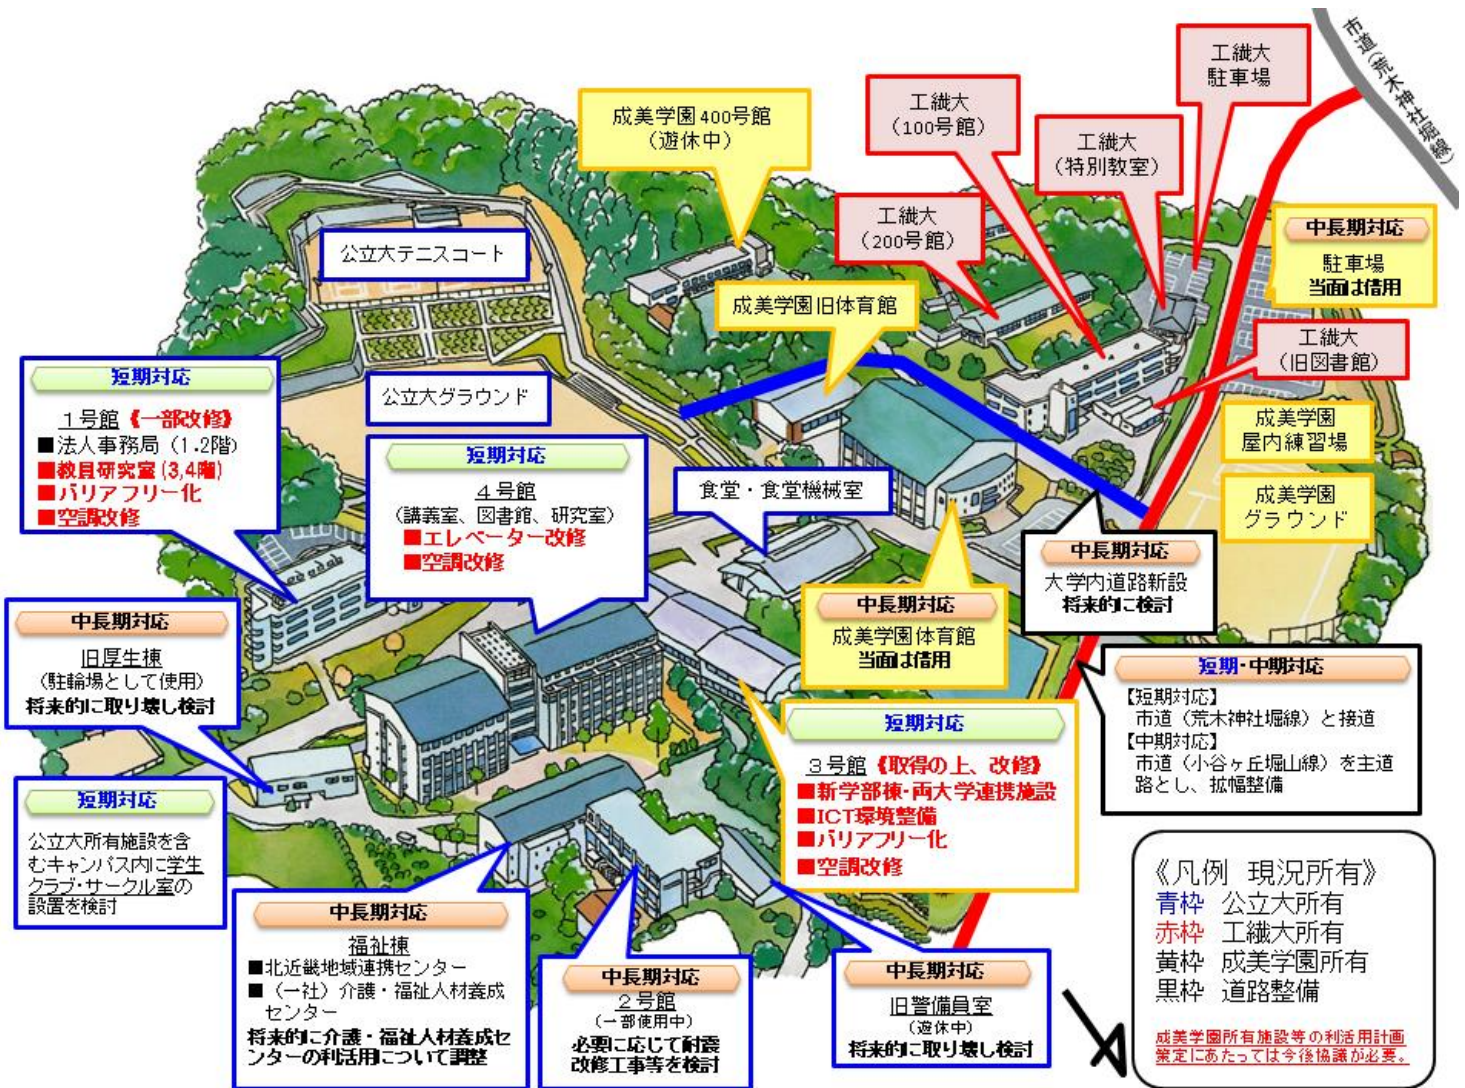 市道(荒木神社堀線)
工繊大
駐車場
工繊大
(100号館)
成美学園400号館
(遊休中)
工繊大
(特別教室)
工繊大
(200号館)
中長期対応
駐車場
当面は借用
公立大テニスコート
成美学園旧体育館
工繊大
(旧図書館)
短期対応
1号館《一部改修》
■法人事務局(1.2階)
■教員研究室(3,4階)
■バリアフリー化
■空調改修
公立大グラウンド
成美学園
屋内練習場
短期対応
4号館
(講義室、図書館、研究室)
■エレベーター改修
■空調改修
食堂・食堂機械室
成美学園
グラウンド
中長期対応
大学内道路新設
将来的に検討
中長期対応
成美学園体育館
当面は借用
中長期対応
旧厚生棟
(駐輪場として使用)
将来的に取り壊し検討
短期・中期対応
【短期対応】
市道(荒木神社堀線)と接道
【中期対応】
市道(小谷ヶ丘堀山線)を主道
路とし、拡幅整備
短期対応
3号館《取得の上、改修》
■新学部棟・両大学連携施設
■ICT環境整備
■バリアフリー化
■空調改修
短期対応
公立大所有施設を含
むキャンパス内に学生
クラブ・サークル室の
設置を検討
中長期対応
福祉棟
■北近畿地域連携センター
■(一社)介護・福祉人材養成
センター
将来的に介護・福祉人材養成セ
ンターの利活用について調整
中長期対応
2号館
(一部使用中)
必要に応じて耐震
改修工事等を検討
中長期対応
旧警備員室
(遊休中)
将来的に取り壊し検討
《凡例 現況所有》
青枠 公立大所有
赤枠 工繊大所有
黄枠 成美学園所有
黒枠 道路整備
成美学園所有施設等の利活用計画
策定にあたっては今後協議が必要。